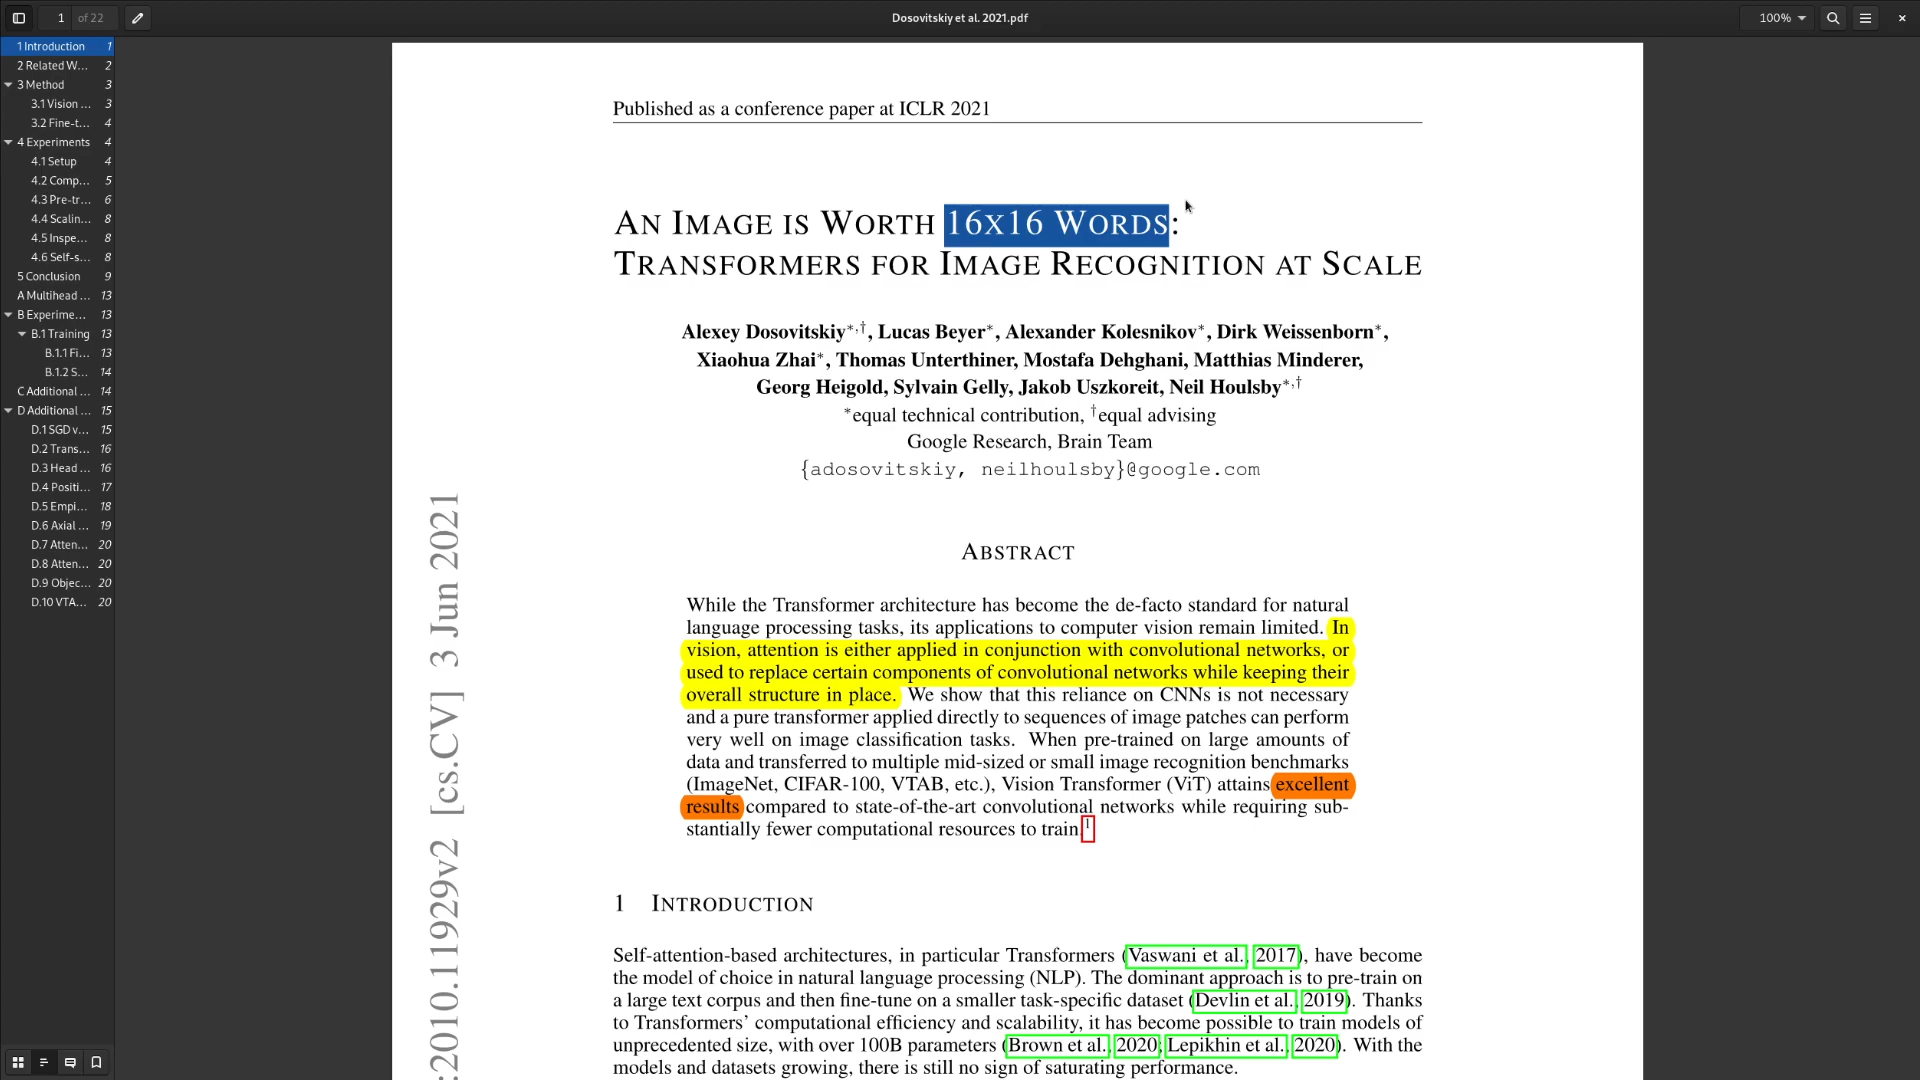 1 of 22
Dosovitskiy et al. 2021.pdf
100%
1 Introduction 1
2 Related W... 2
3 Method 3
3.1 Vision ... 3
3.2 Fine-t... 4
4 Experiments 4
4.1 Setup 4
4.2 Comp... 5
4.3 Pre-tr... 6
4.4 Scalin... 8
4.5 Inspe... 8
4.6 Self-s... 8
5 Conclusion 9
A Multihead ... 13
B Experime... 13
B.1 Training 13
B.1.1 Fi... 13
B.1.2 S... 14
C Additional ... 14
D Additional ... 15
D.1 SGD v... 15
D.2 Trans... 16
D.3 Head ... 16
D.4 Positi... 17
D.5 Empi... 18
D.6 Axial ... 19
D.7 Atten... 20
D.8 Atten... 20
D.9 Objec... 20
D.10 VTA... 20
Published as a conference paper at ICLR 2021
AN IMAGE IS WORTH 16X16 WORDS:
TRANSFORMERS FOR IMAGE RECOGNITION AT SCALE
Alexey Dosovitskiy∗,†, Lucas Beyer∗, Alexander Kolesnikov∗, Dirk Weissenborn∗,
Xiaohua Zhai∗, Thomas Unterthiner, Mostafa Dehghani, Matthias Minderer,
Georg Heigold, Sylvain Gelly, Jakob Uszkoreit, Neil Houlsby∗,†
∗equal technical contribution, †equal advising
Google Research, Brain Team
{adosovitskiy, neilhoulsby}@google.com
:2010.11929v2 [cs.CV] 3 Jun 2021
ABSTRACT
While the Transformer architecture has become the de-facto standard for natural
language processing tasks, its applications to computer vision remain limited. In
vision, attention is either applied in conjunction with convolutional networks, or
used to replace certain components of convolutional networks while keeping their
overall structure in place. We show that this reliance on CNNs is not necessary
and a pure transformer applied directly to sequences of image patches can perform
very well on image classification tasks. When pre-trained on large amounts of
data and transferred to multiple mid-sized or small image recognition benchmarks
(ImageNet, CIFAR-100, VTAB, etc.), Vision Transformer (ViT) attains excellent
results compared to state-of-the-art convolutional networks while requiring sub-
stantially fewer computational resources to train.1
1 INTRODUCTION
Self-attention-based architectures, in particular Transformers (Vaswani et al., 2017), have become
the model of choice in natural language processing (NLP). The dominant approach is to pre-train on
a large text corpus and then fine-tune on a smaller task-specific dataset (Devlin et al., 2019). Thanks
to Transformers' computational efficiency and scalability, it has become possible to train models of
unprecedented size, with over 100B parameters (Brown et al., 2020; Lepikhin et al., 2020). With the
models and datasets growing, there is still no sign of saturating performance.